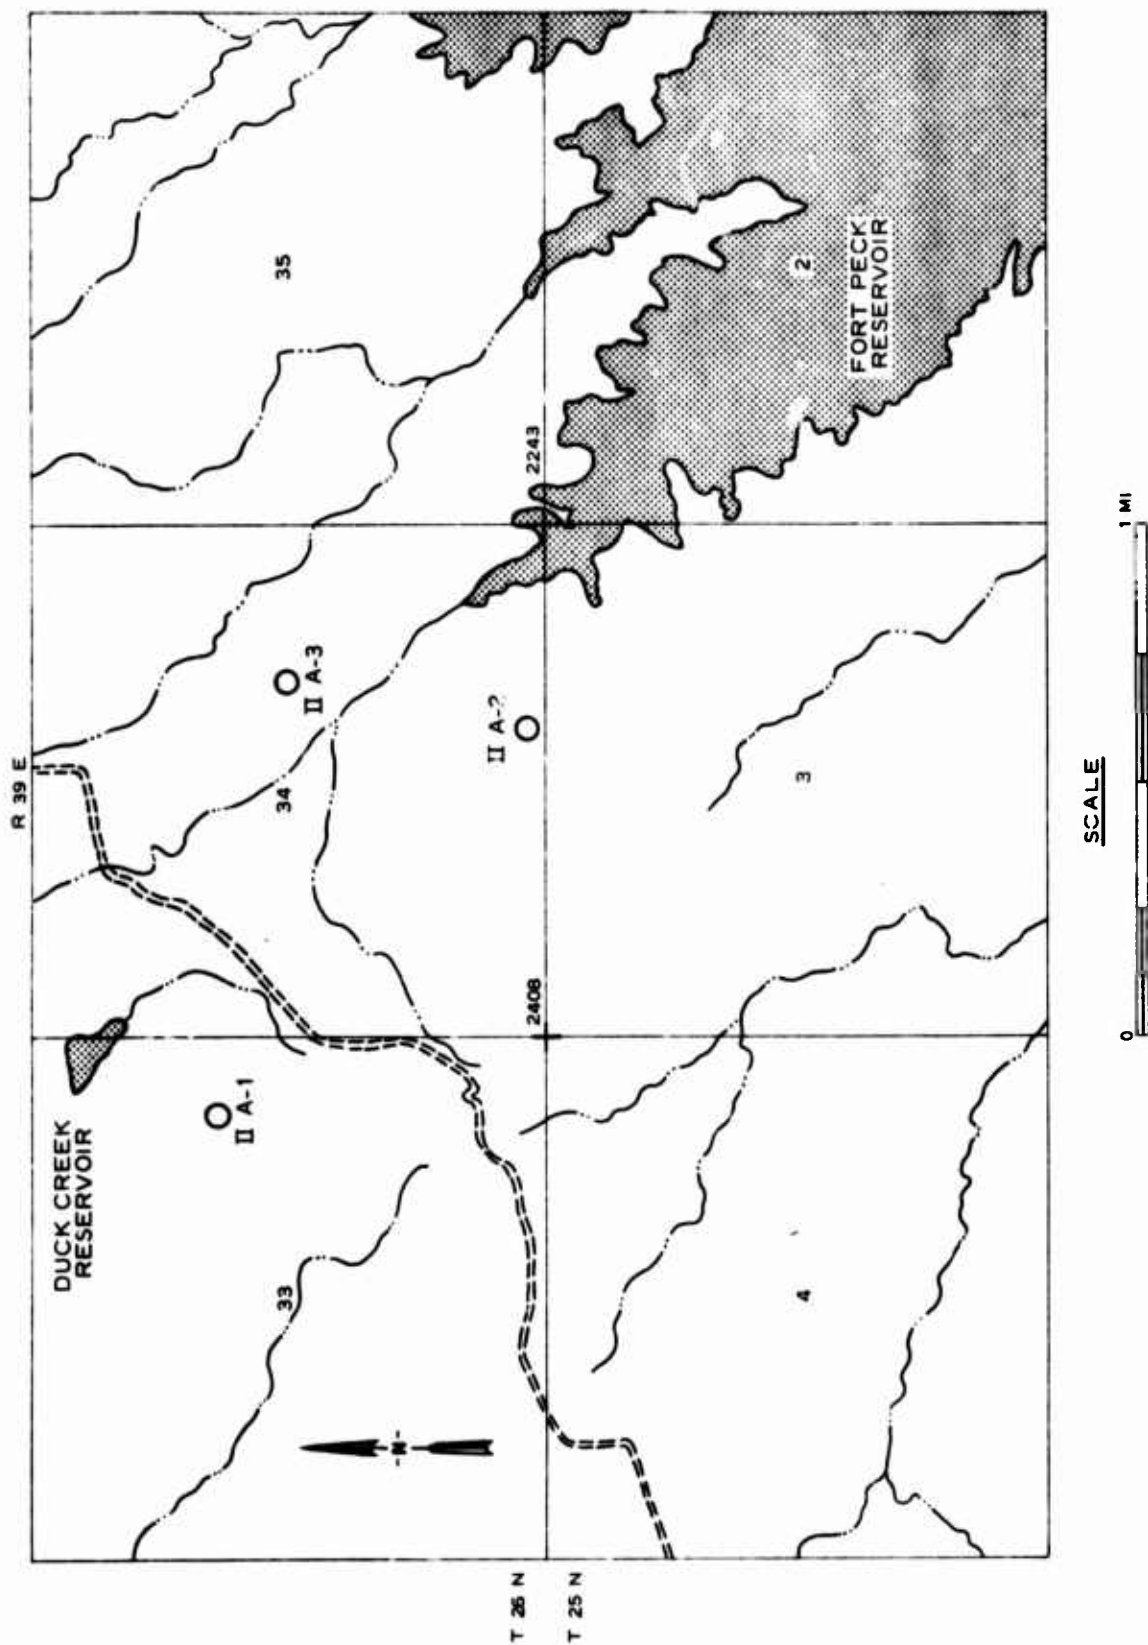 R 39 E
DUCK CREEK
RESERVOIR
II A-1
33
34
II A-3
35
II A-2
T 26 N
T 25 N
2408
2243
-N-
4
3
2
FORT PECK
RESERVOIR
SCALE
0
1 MI